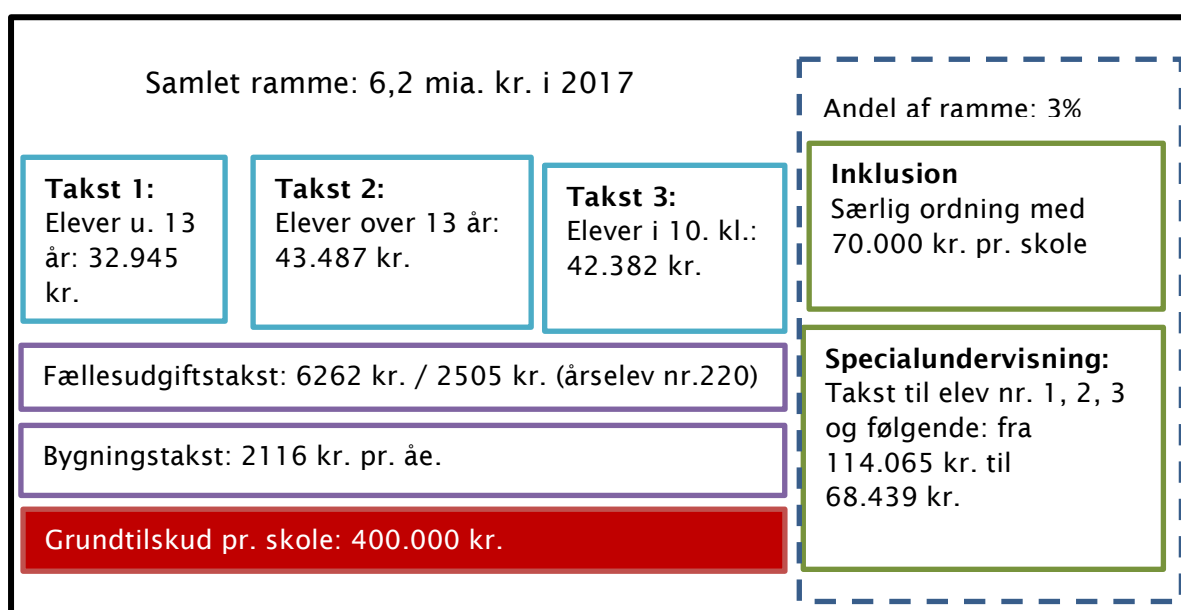 Samlet ramme: 6,2 mia. kr. i 2017
Takst 1:
Elever u. 13
år: 32.945
kr.
Takst 2:
Elever over 13 år:
43.487 kr.
Takst 3:
Elever i 10. kl.:
42.382 kr.
Fællesudgiftstakst: 6262 kr. / 2505 kr. (årselev nr.220)
Bygningstakst: 2116 kr. pr. åe.
Grundtilskud pr. skole: 400.000 kr.
Andel af ramme: 3%
Inklusion
Særlig ordning med
70.000 kr. pr. skole
Specialundervisning:
Takst til elev nr. 1, 2, 3
og følgende: fra
114.065 kr. til
68.439 kr.